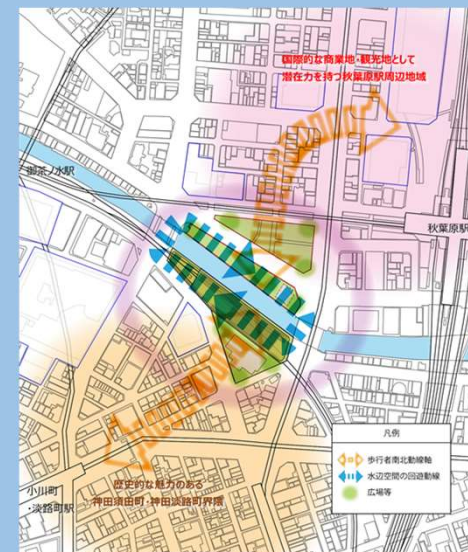 国際的な商業地・観光地として
潜在力を持つ秋葉原駅周辺地域
御茶ノ水駅
秋葉原駅
凡例
歩行者南北動線軸
水辺空間の回遊動線
広場等
歴史的な魅力のある
神田須田町・神田淡路町界隈
小川町
・淡路町駅